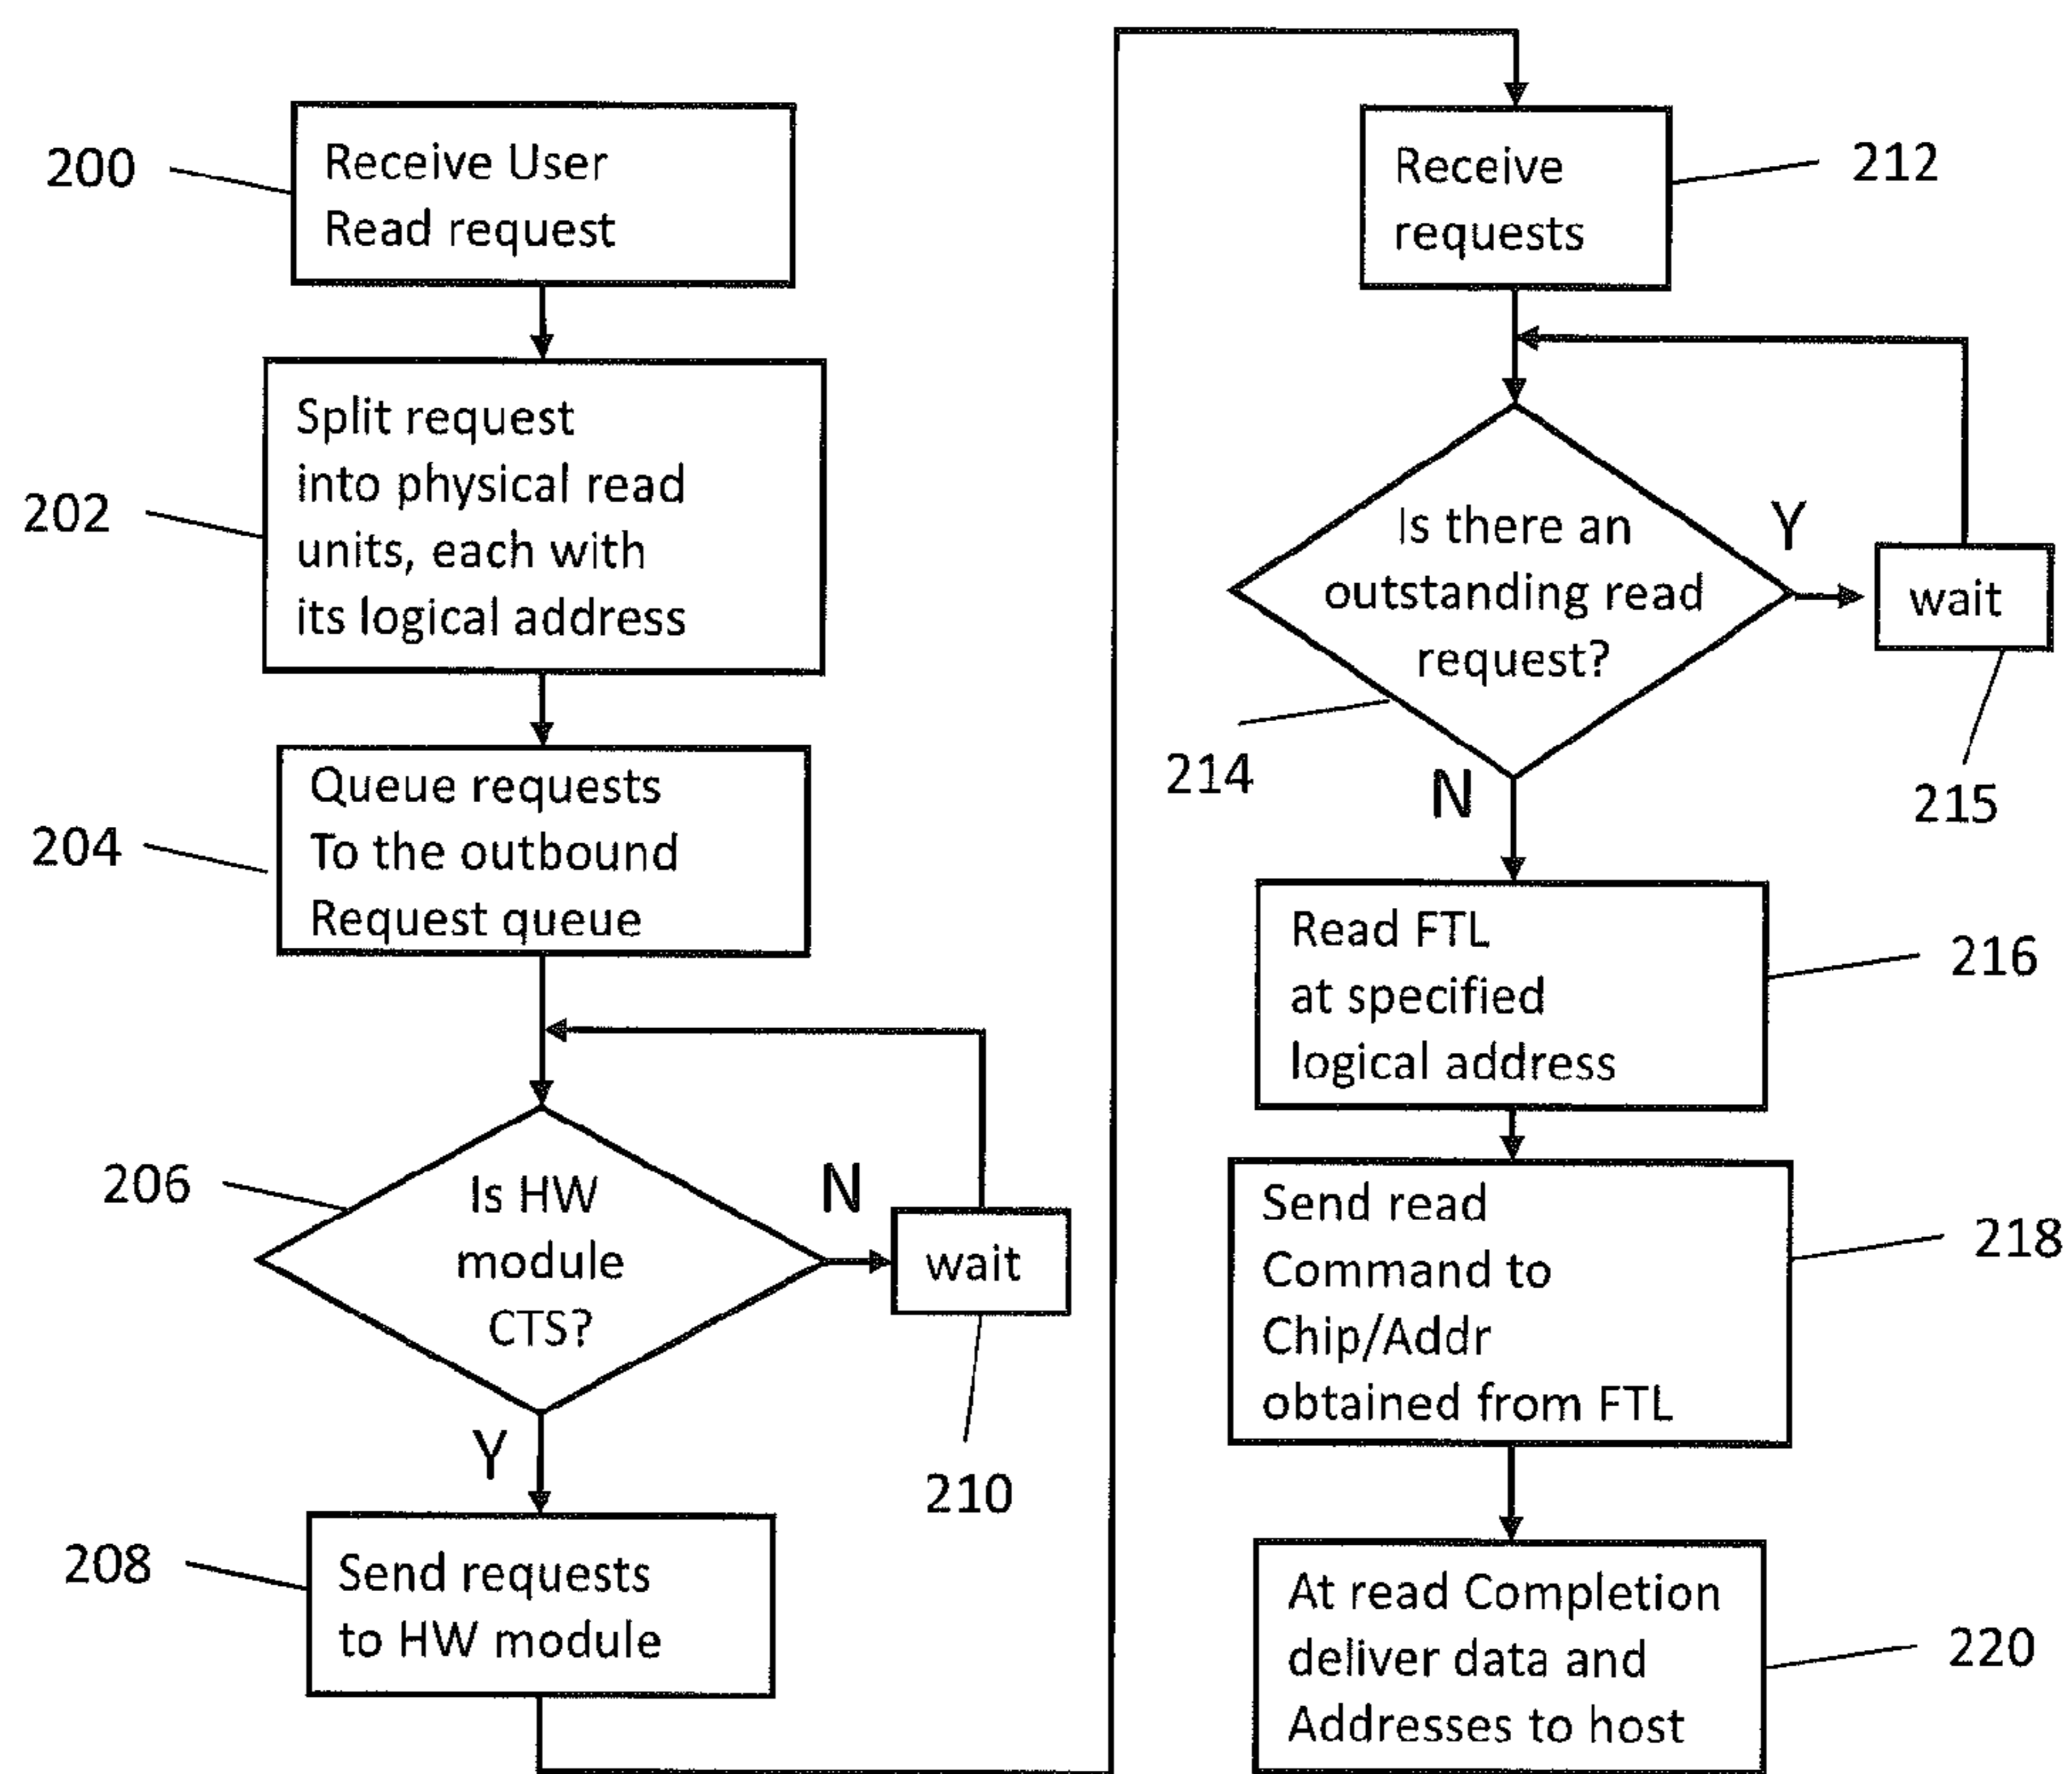 200
Receive User
Read request
202
Split request
into physical read
units, each with
its logical address
204
Queue requests
To the outbound
Request queue
206
Is HW
module
CTS?
N
wait
210
Y
208
Send requests
to HW module
Receive
requests
212
Is there an
outstanding read
request?
Y
wait
214
215
N
Read FTL
at specified
logical address
216
Send read
Command to
Chip/Addr
obtained from FTL
218
At read Completion
deliver data and
Addresses to host
220